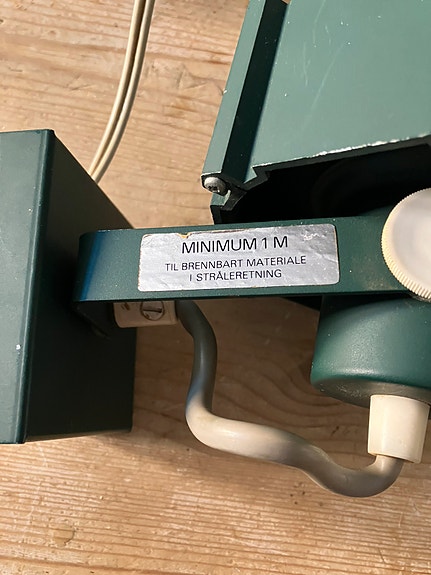 MINIMUM 1 M
TIL BRENNBART MATERIALE
I STRÅLERETNING